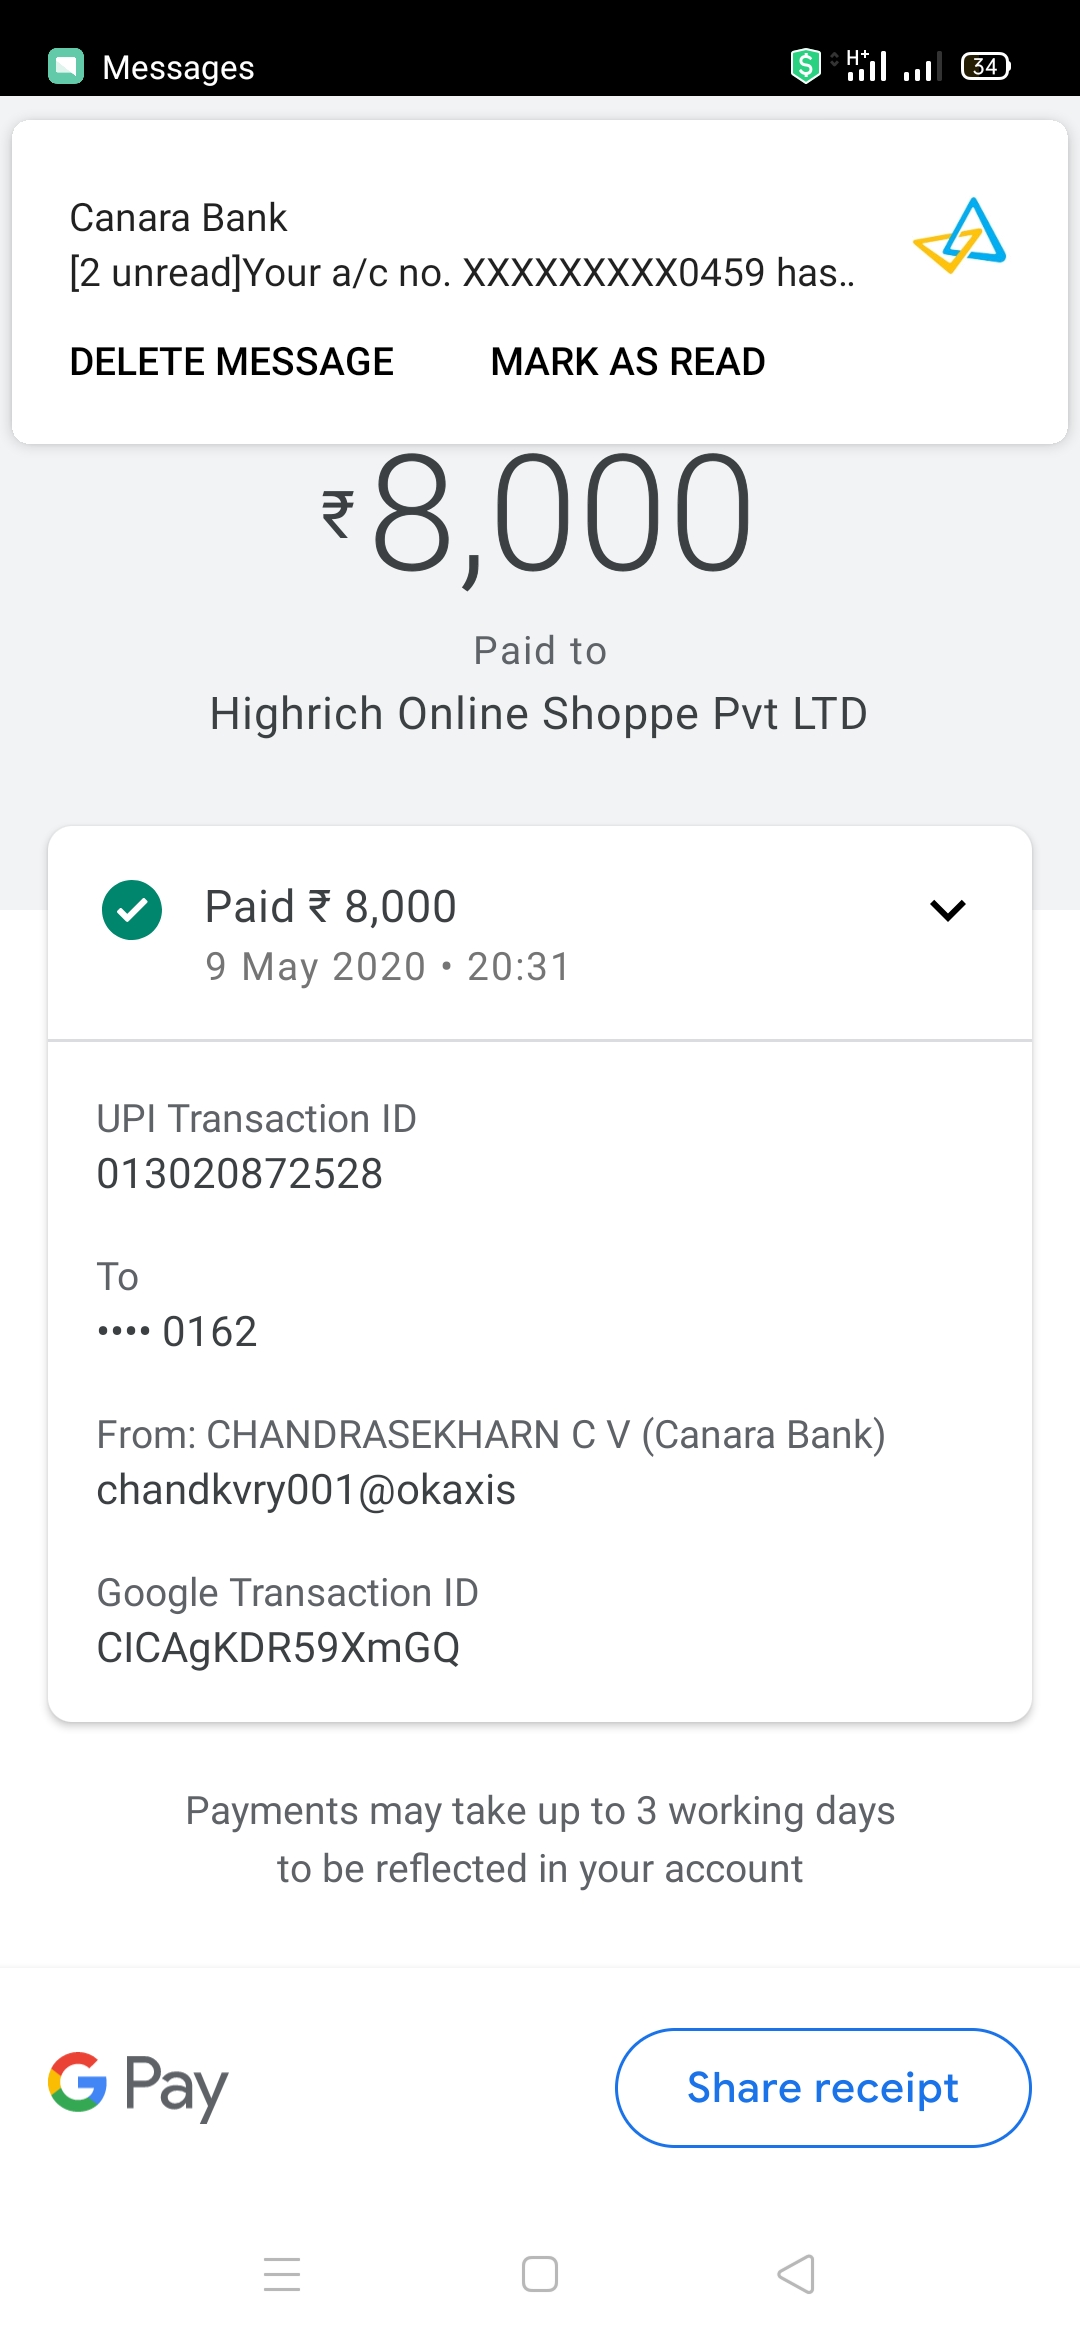 Messages
H+
34
Canara Bank
[2 unread]Your a/c no. XXXXXXXXX0459 has..
DELETE MESSAGE MARK AS READ
₹8,000
Paid to
Highrich Online Shoppe Pvt LTD
Paid ₹ 8,000
9 May 2020 • 20:31
UPI Transaction ID
013020872528
To
•••• 0162
From: CHANDRASEKHARN C V (Canara Bank)
chandkvry001@okaxis
Google Transaction ID
CICAgKDR59XmGQ
Payments may take up to 3 working days
to be reflected in your account
G Pay
Share receipt